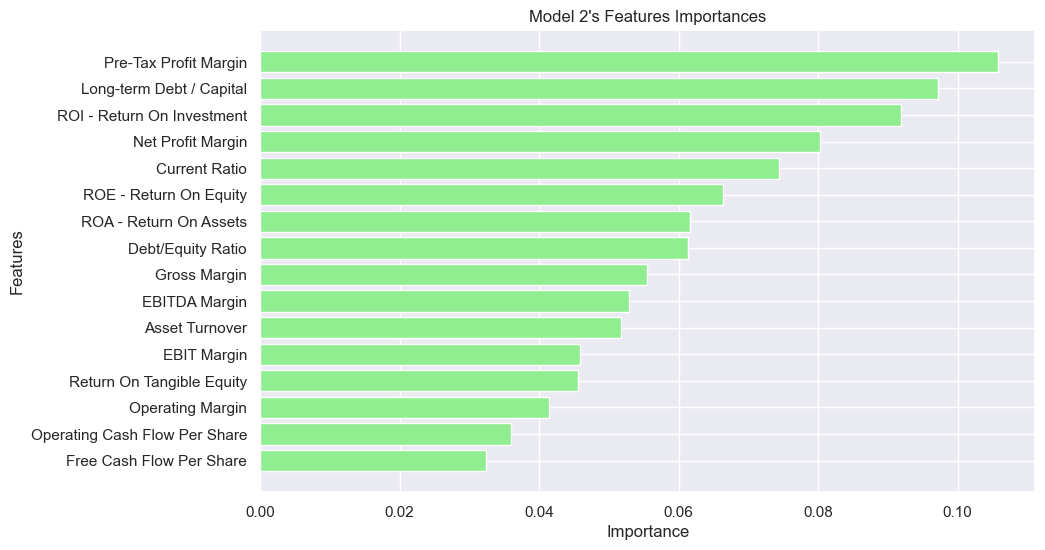 Model 2's Features Importances
Features
Pre-Tax Profit Margin
Long-term Debt / Capital
ROI - Return On Investment
Net Profit Margin
Current Ratio
ROE - Return On Equity
ROA - Return On Assets
Debt/Equity Ratio
Gross Margin
EBITDA Margin
Asset Turnover
EBIT Margin
Return On Tangible Equity
Operating Margin
Operating Cash Flow Per Share
Free Cash Flow Per Share
0.00 0.02 0.04 0.06 0.08 0.10
Importance